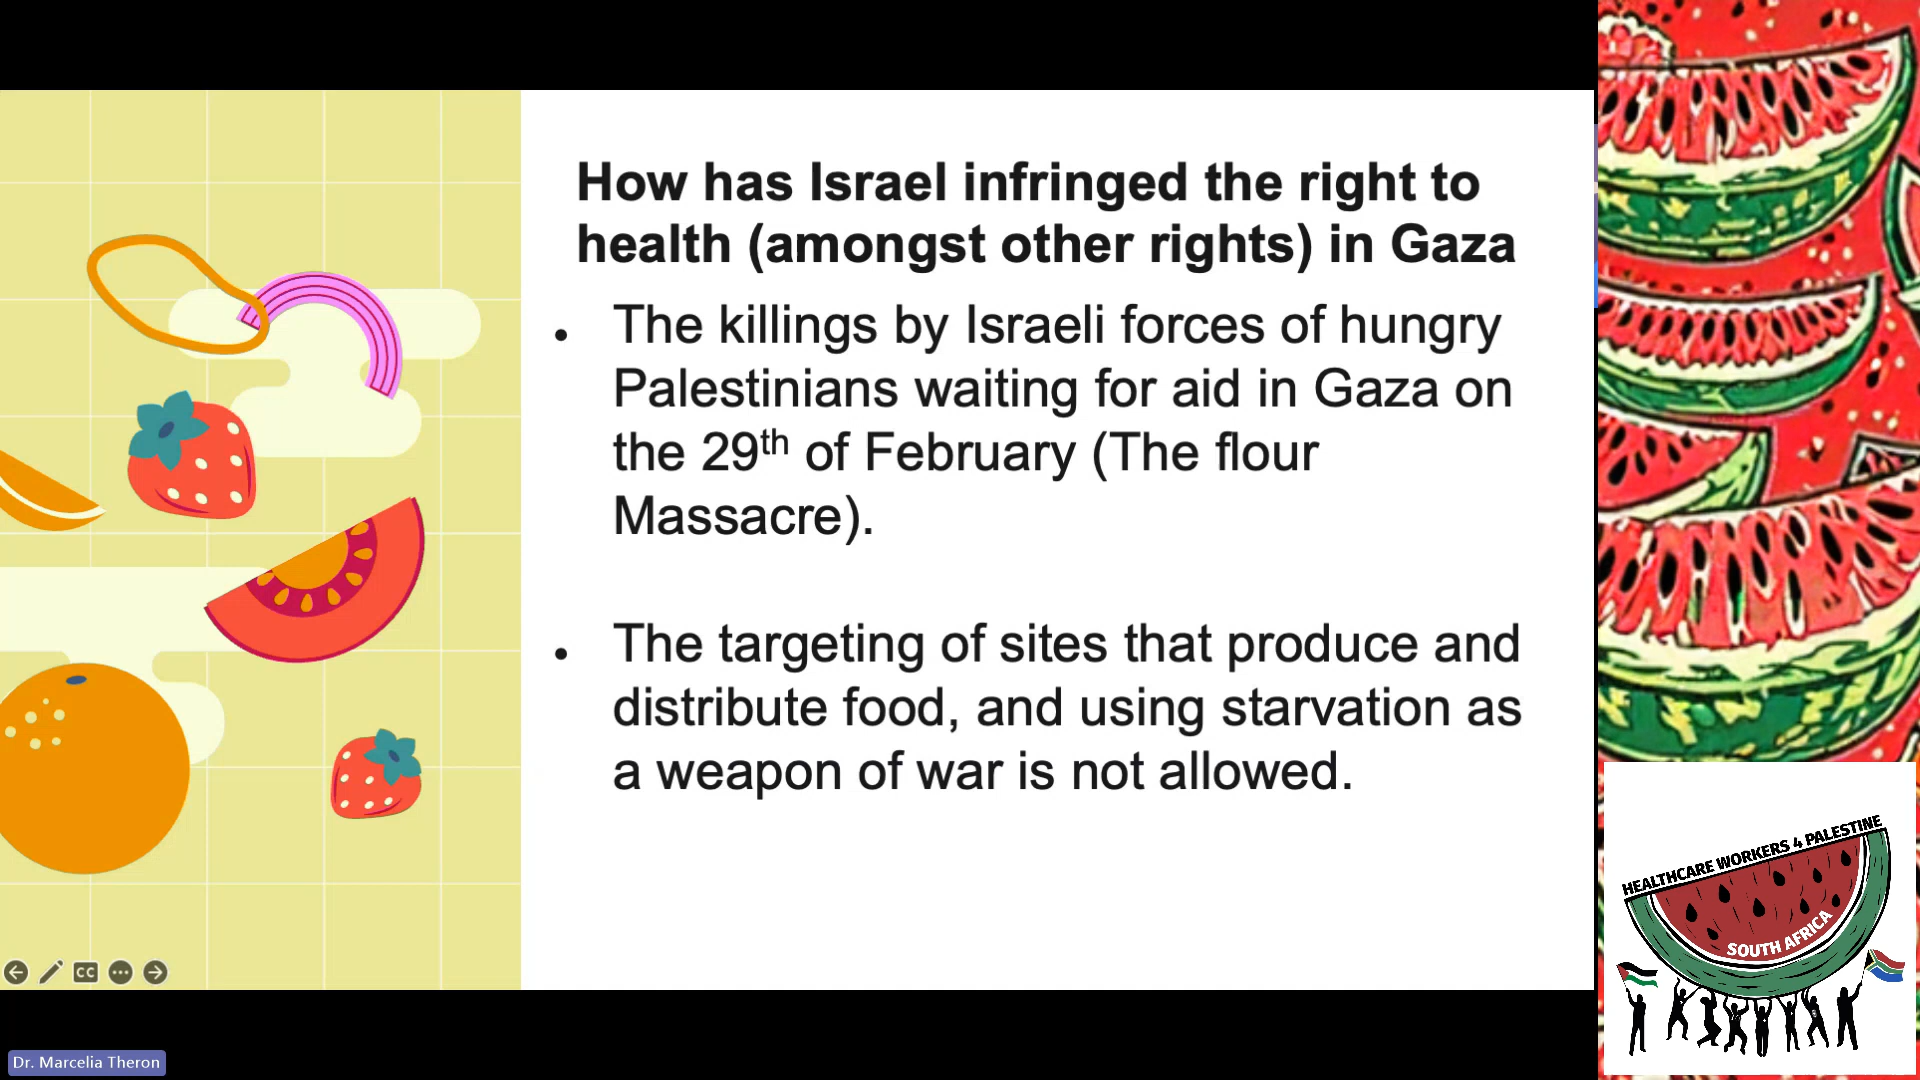 How has Israel infringed the right to
health (amongst other rights) in Gaza
• The killings by Israeli forces of hungry
Palestinians waiting for aid in Gaza on
the 29th of February (The flour
Massacre).
• The targeting of sites that produce and
distribute food, and using starvation as
a weapon of war is not allowed.
HEALTHCARE WORKERS 4 PALESTINE
SOUTH AFRICA
CC
Dr. Marcelia Theron